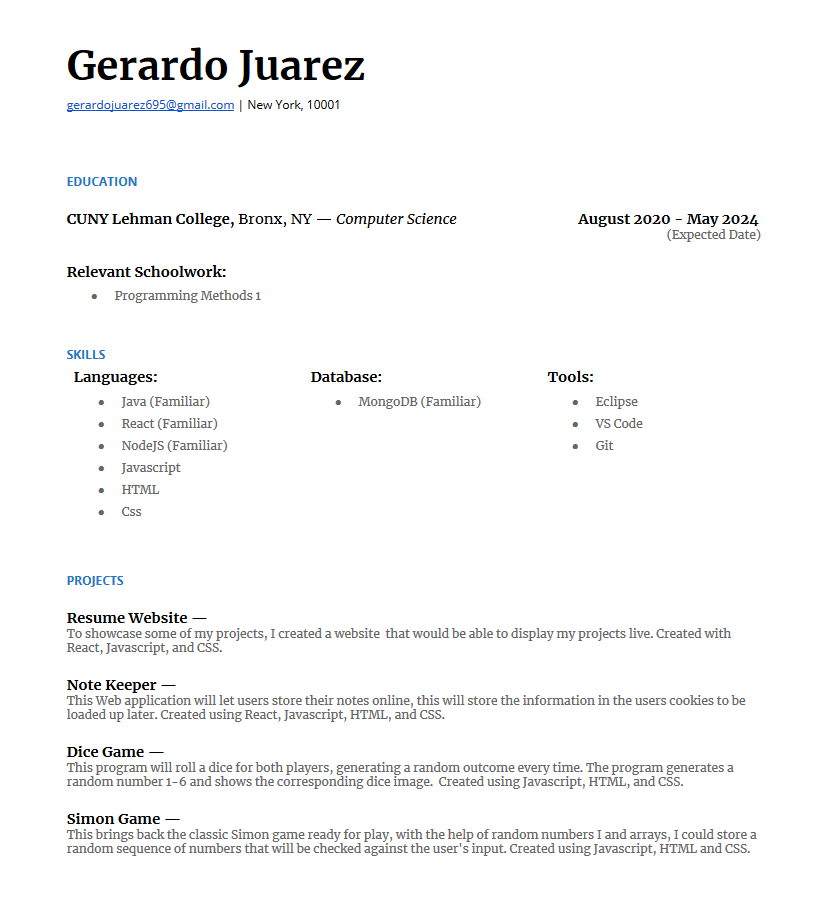 Gerardo Juarez
gerardojuarez695@gmail.com | New York, 10001
EDUCATION
CUNY Lehman College, Bronx, NY — Computer Science August 2020 - May 2024
(Expected Date)
Relevant Schoolwork:
● Programming Methods 1
SKILLS
Languages:
● Java (Familiar)
● React (Familiar)
● NodeJS (Familiar)
● Javascript
● HTML
● Css
Database:
● MongoDB (Familiar)
Tools:
● Eclipse
● VS Code
● Git
PROJECTS
Resume Website —
To showcase some of my projects, I created a website  that would be able to display my projects live. Created with
React, Javascript, and CSS.
Note Keeper —
This Web application will let users store their notes online, this will store the information in the users cookies to be
loaded up later. Created using React, Javascript, HTML, and CSS.
Dice Game —
This program will roll a dice for both players, generating a random outcome every time. The program generates a
random number 1-6 and shows the corresponding dice image.  Created using Javascript, HTML, and CSS.
Simon Game —
This brings back the classic Simon game ready for play, with the help of random numbers I and arrays, I could store a
random sequence of numbers that will be checked against the user's input. Created using Javascript, HTML and CSS.